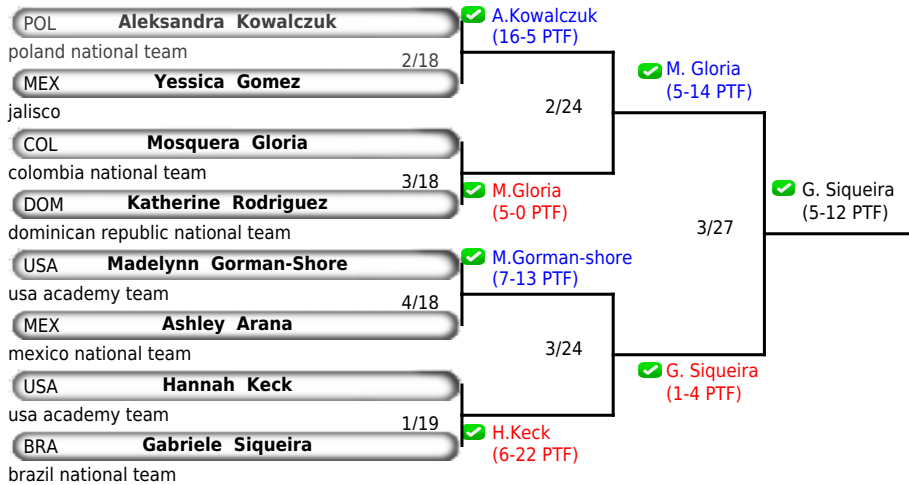 POL Aleksandra Kowalczuk
poland national team
2/18
MEX Yessica Gomez
jalisco
COL Mosquera Gloria
colombia national team
3/18
DOM Katherine Rodriguez
dominican republic national team
USA Madelynn Gorman-Shore
usa academy team
4/18
MEX Ashley Arana
mexico national team
USA Hannah Keck
usa academy team
1/19
BRA Gabriele Siqueira
brazil national team
A.Kowalczuk
(16-5 PTF)
2/24
M.Gloria
(5-0 PTF)
M.Gorman-shore
(7-13 PTF)
3/24
H.Keck
(6-22 PTF)
M. Gloria
(5-14 PTF)
3/27
G. Siqueira
(1-4 PTF)
G. Siqueira
(5-12 PTF)